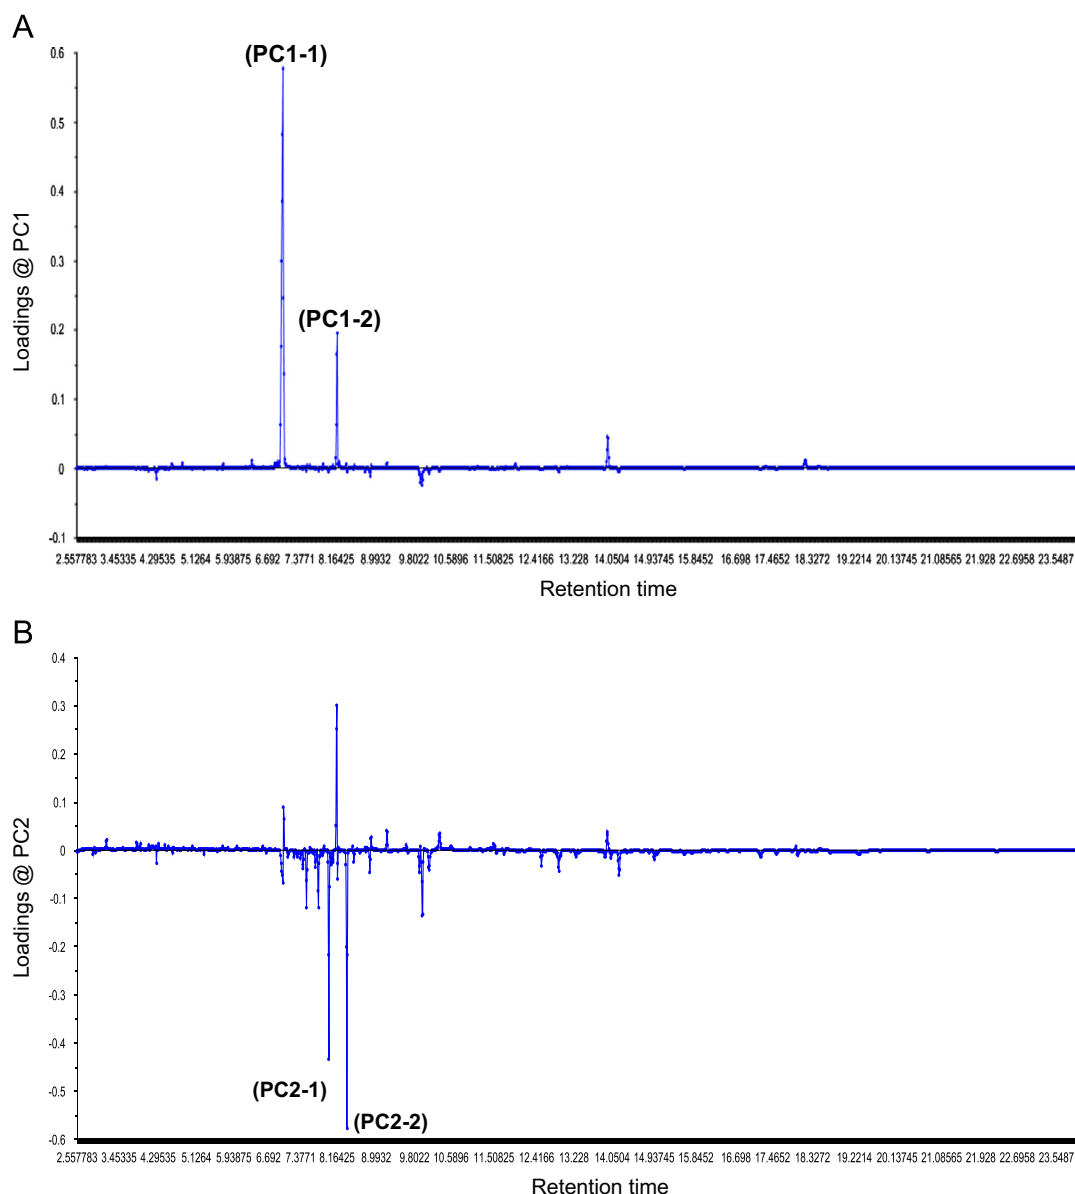 A
0.6
(PC1-1)
0.5
0.4
0.3
(PC1-2)
0.2
0.1
0
-0.1
Loadings @ PC1
2.557783 3.45335 4.29535 5.1264 5.93875 6.692 7.3771 8.16425 8.9932 9.8022 10.5896 11.50825 12.4166 13.228 14.0504 14.93745 15.8452 16.698 17.4652 18.3272 19.2214 20.13745 21.08565 21.928 22.6958 23.5487
Retention time
B
0.4
0.3
0.2
0.1
0
-0.1
-0.2
-0.3
-0.4
-0.5
(PC2-1)
(PC2-2)
-0.6
Loadings @ PC2
2.557783 3.45335 4.29535 5.1264 5.93875 6.692 7.3771 8.16425 8.9932 9.8022 10.5896 11.50825 12.4166 13.228 14.0504 14.93745 15.8452 16.698 17.4652 18.3272 19.2214 20.13745 21.08565 21.928 22.6958 23.5487
Retention time